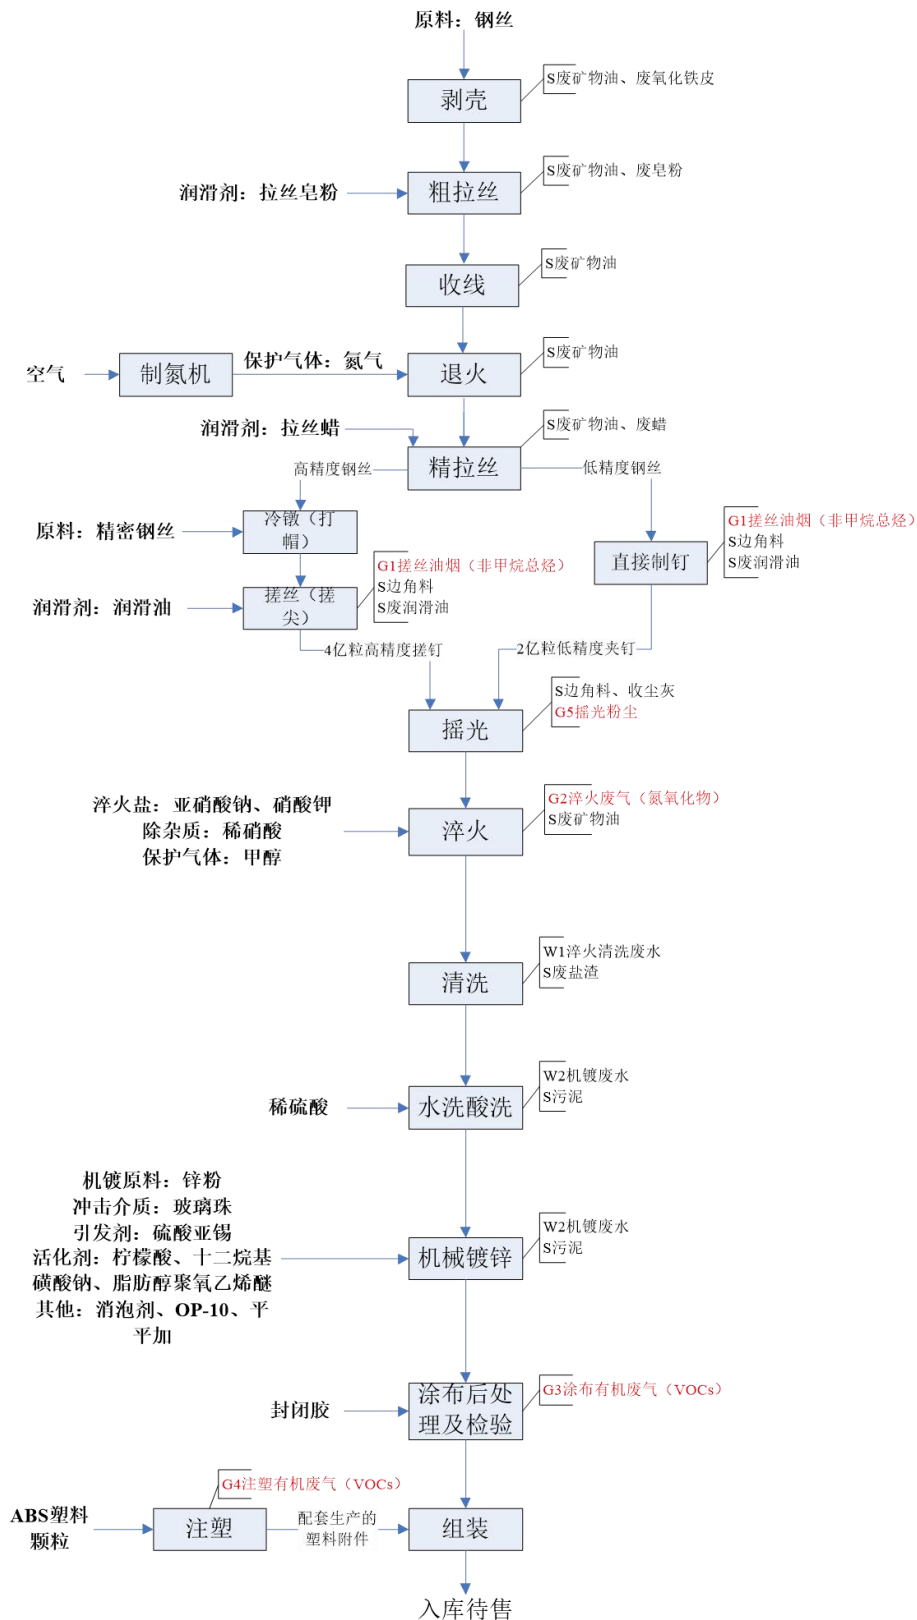 原料：钢丝
剥壳
S废矿物油、废氧化铁皮
润滑剂：拉丝皂粉
粗拉丝
S废矿物油、废皂粉
收线
S废矿物油
空气
制氮机
保护气体：氮气
退火
S废矿物油
润滑剂：拉丝蜡
精拉丝
S废矿物油、废蜡
高精度钢丝
低精度钢丝
原料：精密钢丝
冷镦（打
帽）
直接制钉
G1搓丝油烟（非甲烷总烃）
S边角料
S废润滑油
润滑剂：润滑油
搓丝（搓
尖）
G1搓丝油烟（非甲烷总烃）
S边角料
S废润滑油
4亿粒高精度搓钉
2亿粒低精度夹钉
摇光
S边角料、收尘灰
G5摇光粉尘
淬火盐：亚硝酸钠、硝酸钾
除杂质：稀硝酸
保护气体：甲醇
淬火
G2淬火废气（氮氧化物）
S废矿物油
清洗
W1淬火清洗废水
S废盐渣
稀硫酸
水洗酸洗
W2机镀废水
S污泥
机镀原料：锌粉
冲击介质：玻璃珠
引发剂：硫酸亚锡
活化剂：柠檬酸、十二烷基
磺酸钠、脂肪醇聚氧乙烯醚
其他：消泡剂、OP-10、平
平加
机械镀锌
W2机镀废水
S污泥
封闭胶
涂布后处
理及检验
G3涂布有机废气（VOCs）
ABS塑料
颗粒
注塑
G4注塑有机废气（VOCs）
配套生产的
塑料附件
组装
入库待售